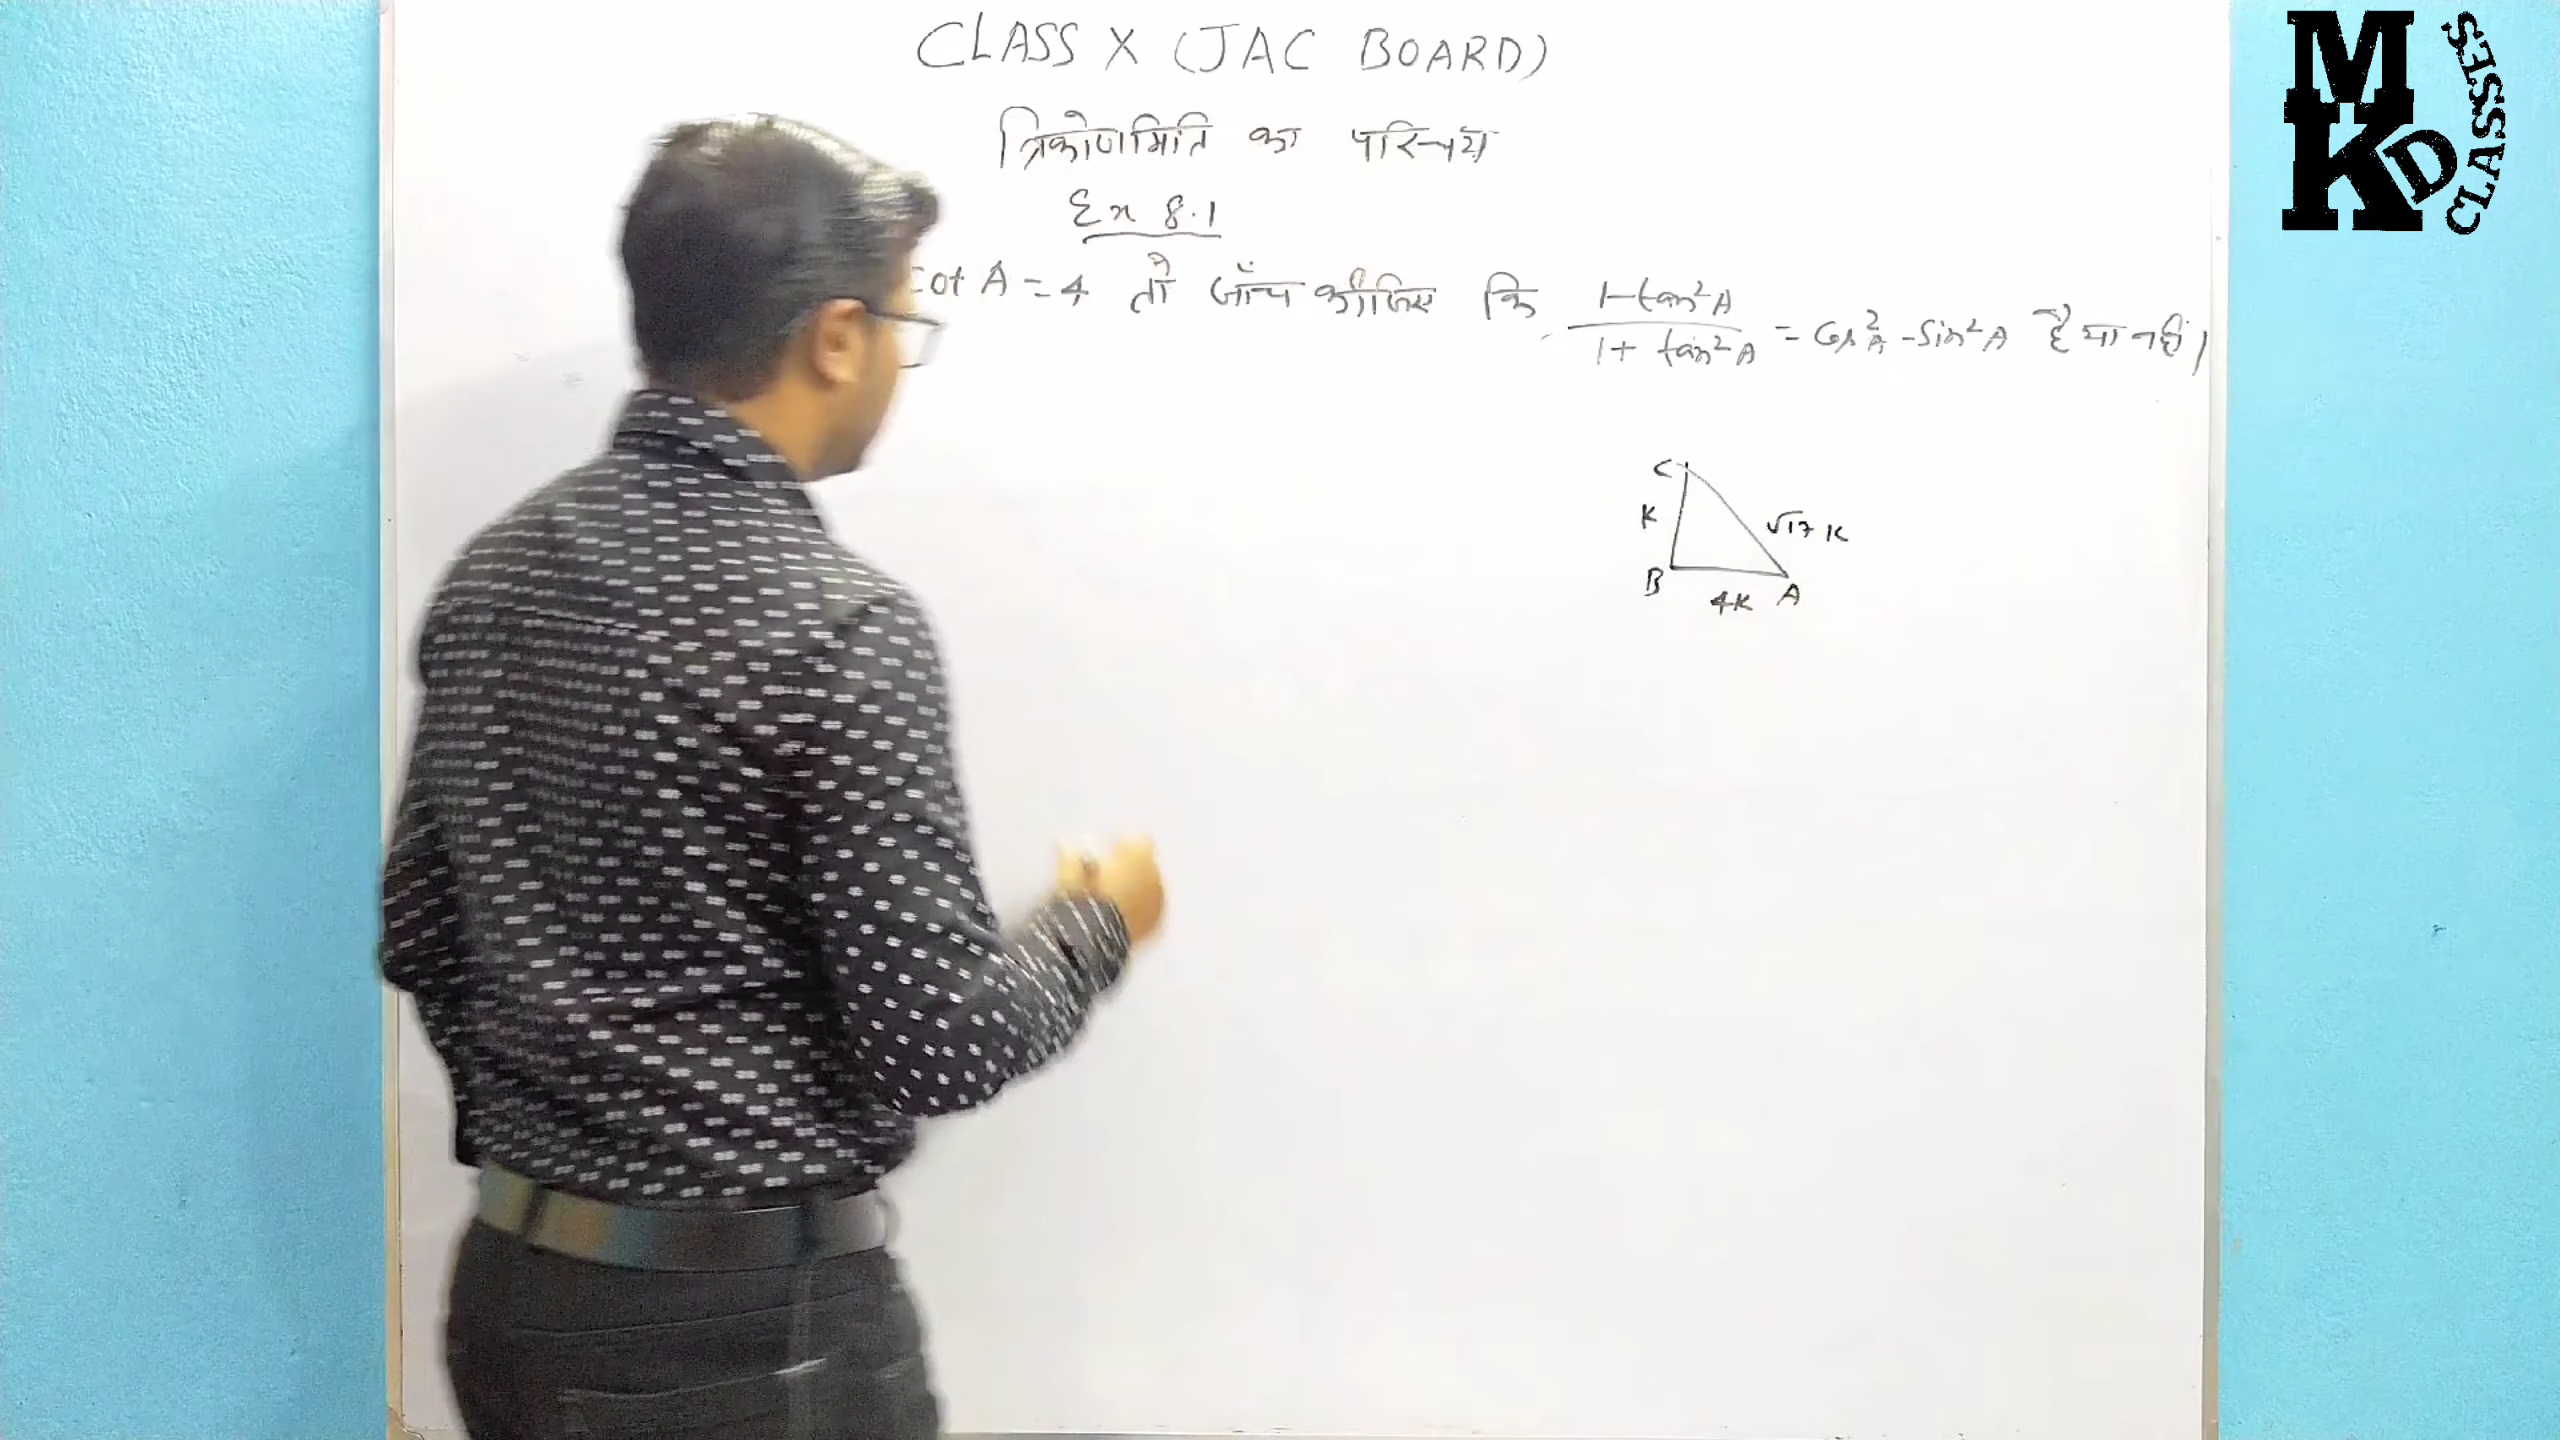 CLASS X (JAC BOARD)
त्रिकोणमिति का परिचय
Ex 8.1
cot A = 4 तो जाँच कीजिए कि 1-tan²A / 1+tan²A = cos²A - sin²A है या नहीं।
C
K √17 K
B 4K A
MKD CLASSES